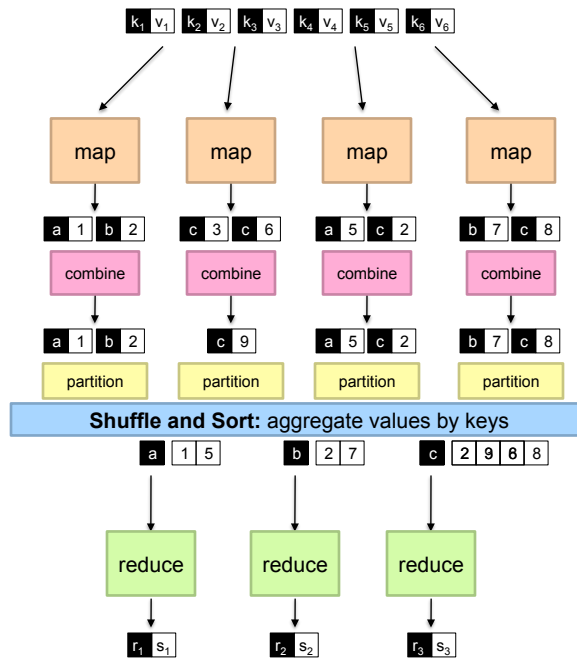 k1 v1 k2 v2 k3 v3 k4 v4 k5 v5 k6 v6
map map map map
a 1 b 2 c 3 c 6 a 5 c 2 b 7 c 8
combine combine combine combine
a 1 b 2 c 9 a 5 c 2 b 7 c 8
partition partition partition partition
Shuffle and Sort: aggregate values by keys
a 1 5 b 2 7 c 2 9 8
reduce reduce reduce
r1 s1 r2 s2 r3 s3